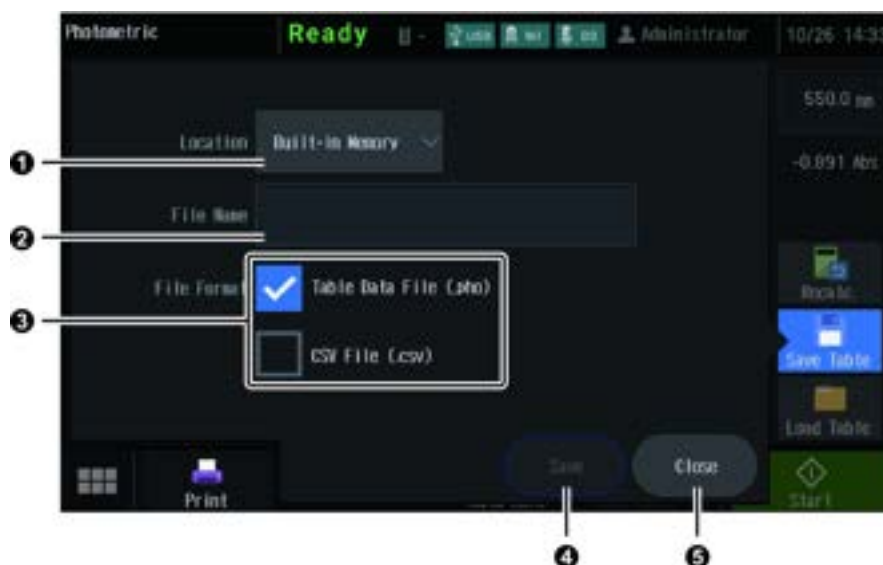 Photometric Ready - USB D2 Administrator 10/26 14:33
550.0 nm
Location Built-in Memory
-0.891 Abs
1
File Name
2
File Format Table Data File (.pho)
3
CSV File (.csv)
Save Table
Load Table
Save Close
Print Start
4 5